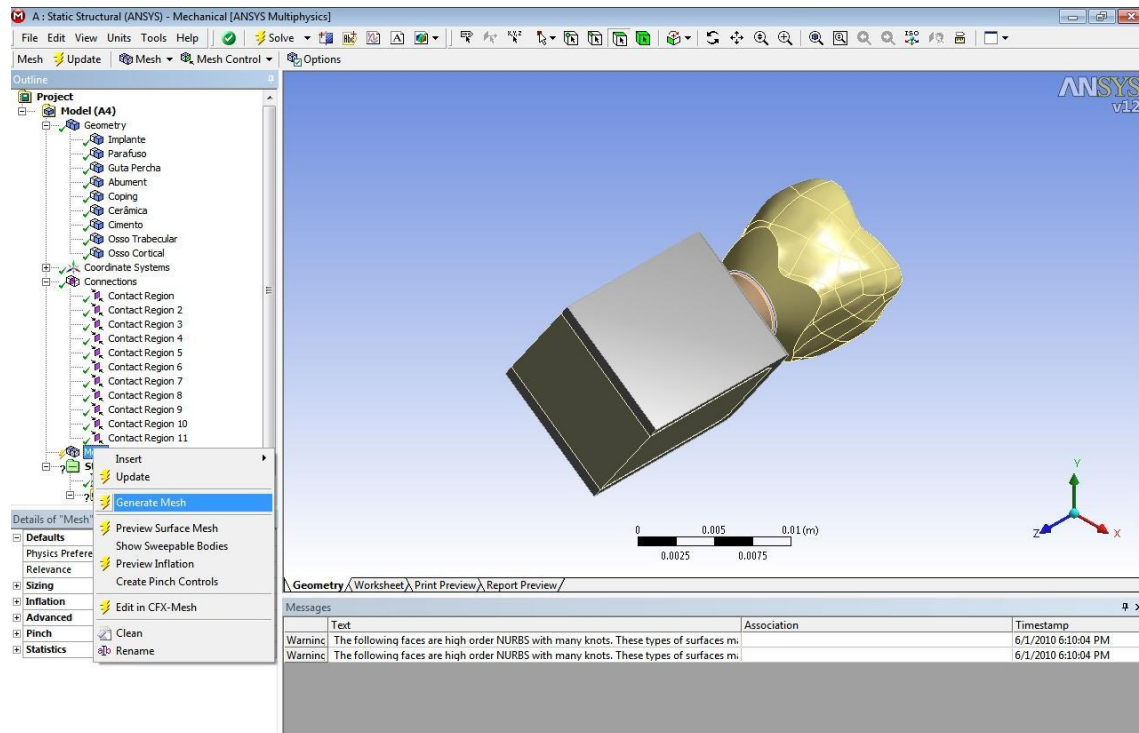 A : Static Structural (ANSYS) - Mechanical [ANSYS Multiphysics]
File Edit View Units Tools Help Solve
Mesh Update Mesh Mesh Control Options
Outline
Project
Model (A4)
Geometry
Implante
Parafuso
Guta Percha
Abument
Coping
Cerâmica
Cimento
Osso Trabecular
Osso Cortical
Coordinate Systems
Connections
Contact Region
Contact Region 2
Contact Region 3
Contact Region 4
Contact Region 5
Contact Region 6
Contact Region 7
Contact Region 8
Contact Region 9
Contact Region 10
Contact Region 11
Insert
Update
Generate Mesh
Preview Surface Mesh
Show Sweepable Bodies
Preview Inflation
Create Pinch Controls
Edit in CFX-Mesh
Clean
Rename
Details of "Mesh"
Defaults
Physics Prefere
Relevance
Sizing
Inflation
Advanced
Pinch
Statistics
ANSYS
v12
0 0.005 0.01 (m)
0.0025 0.0075
Y
Z X
Geometry Worksheet Print Preview Report Preview
Messages
Text Association Timestamp
Warning The following faces are high order NURBS with many knots. These types of surfaces m 6/1/2010 6:10:04 PM
Warning The following faces are high order NURBS with many knots. These types of surfaces m 6/1/2010 6:10:04 PM